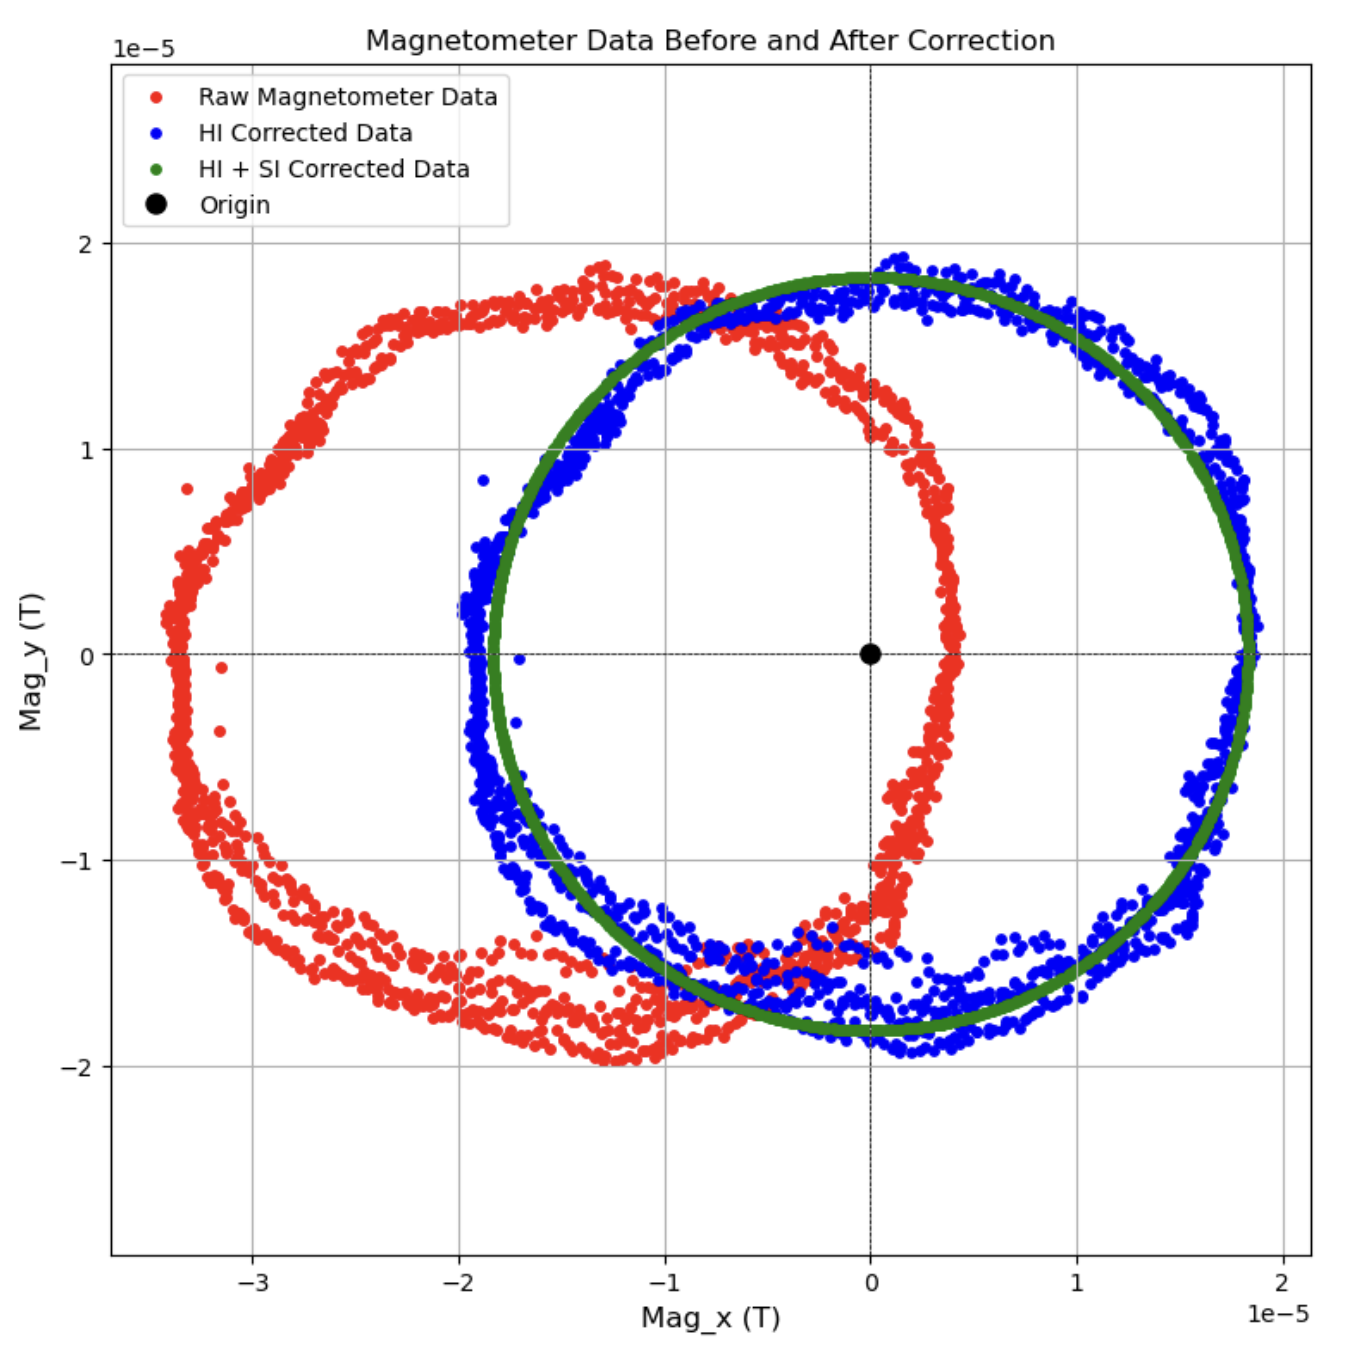 Magnetometer Data Before and After Correction
1e−5
Raw Magnetometer Data
HI Corrected Data
HI + SI Corrected Data
Origin
2
1
0
−1
−2
Mag_y (T)
−3 −2 −1 0 1 2
1e−5
Mag_x (T)